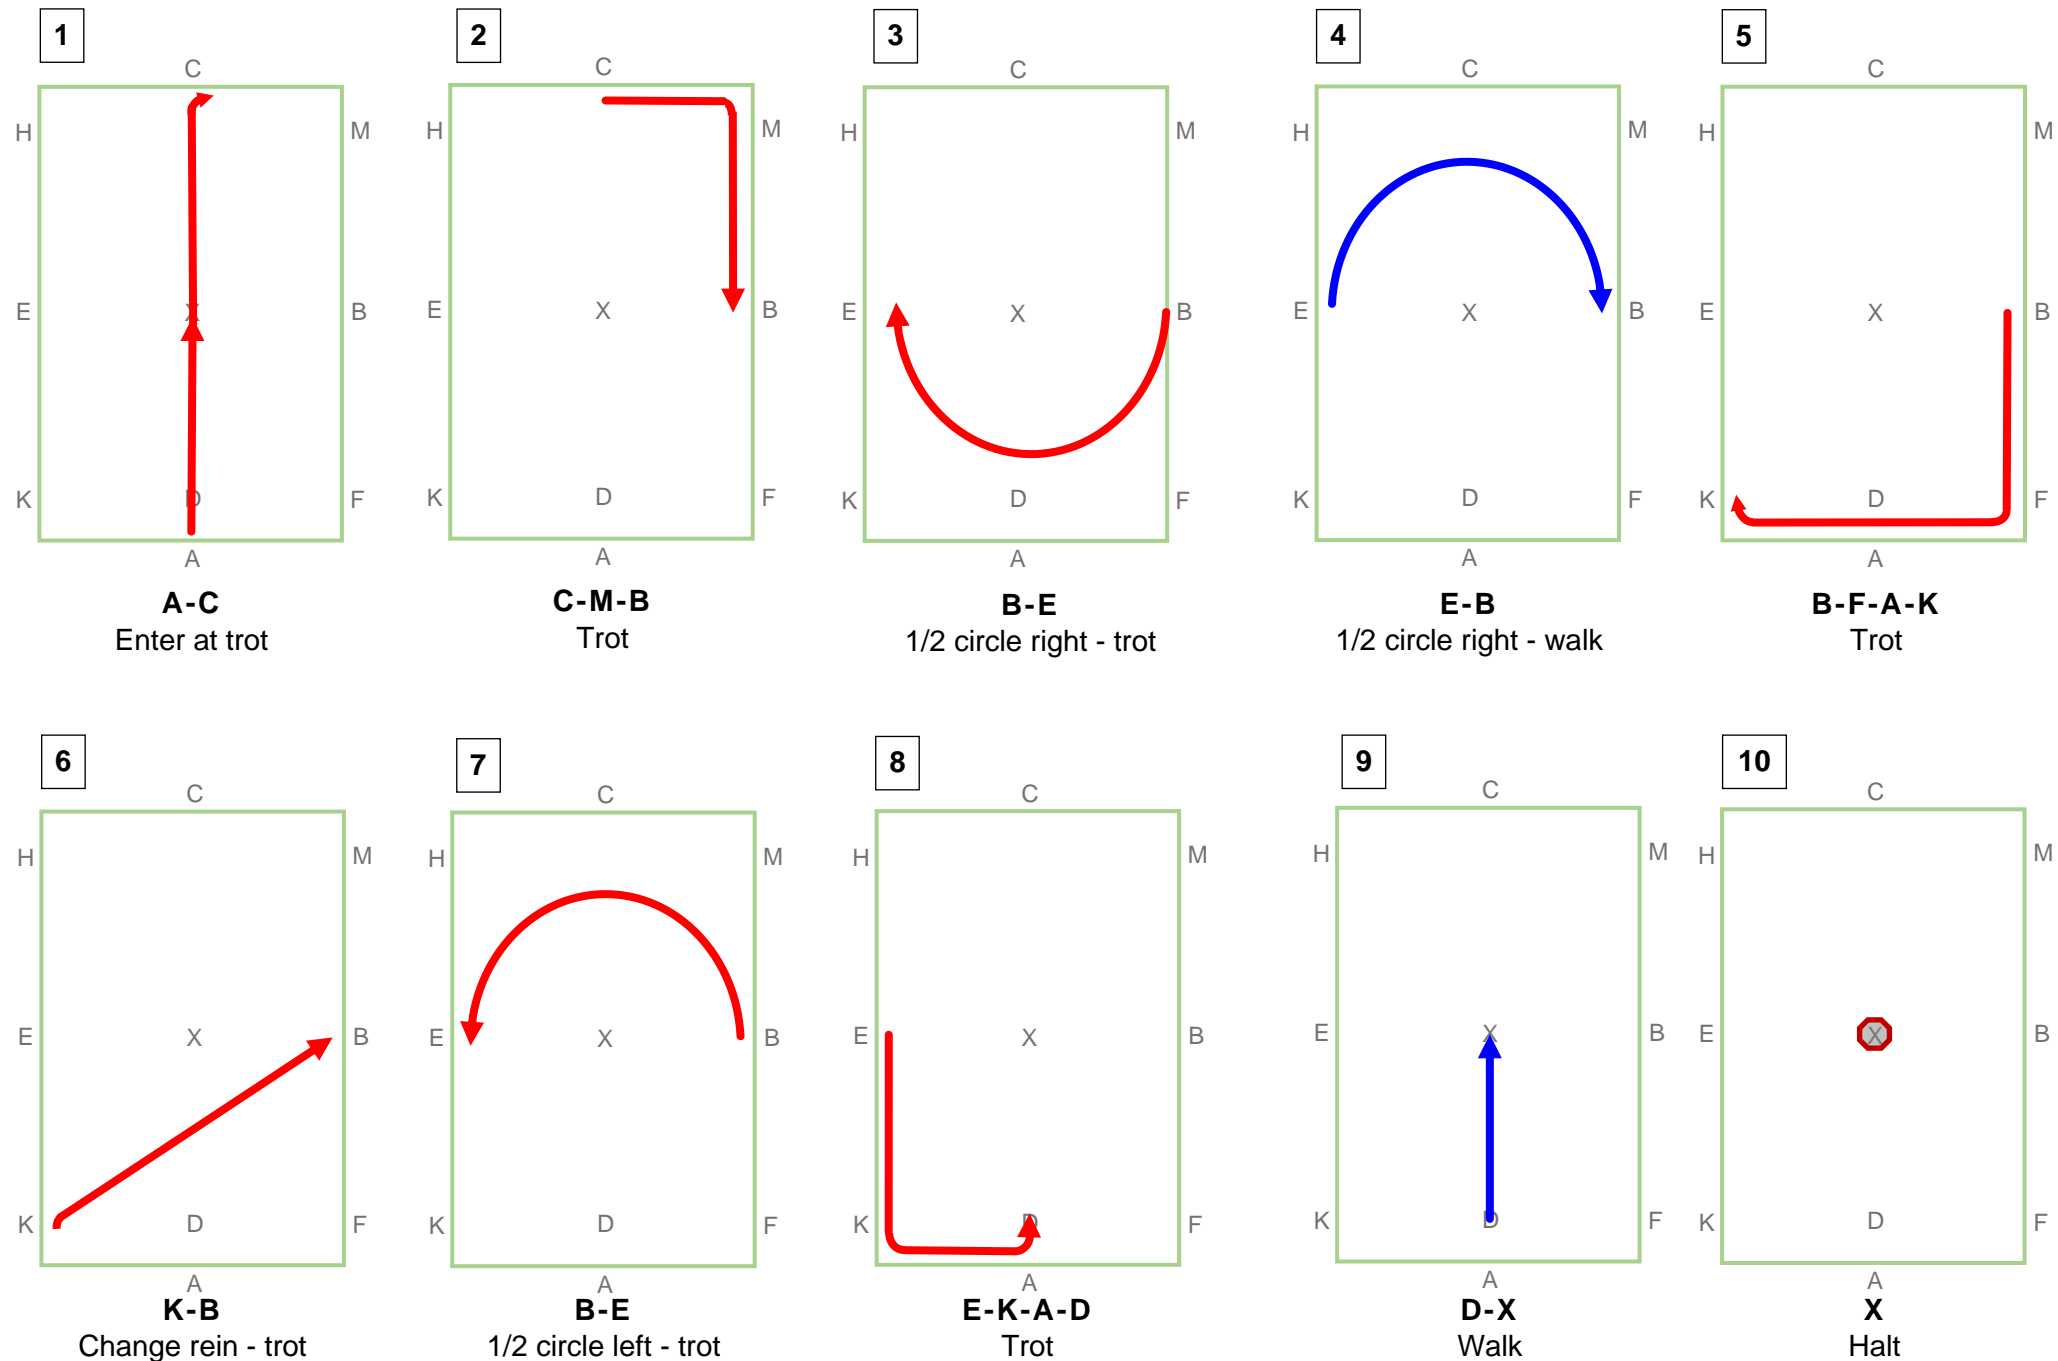 1
C
H
M
E
X
B
K
D
F
A
A-C
Enter at trot
2
C
H
M
E
X
B
K
D
F
A
C-M-B
Trot
3
C
H
M
E
X
B
K
D
F
A
B-E
1/2 circle right - trot
4
C
H
M
E
X
B
K
D
F
A
E-B
1/2 circle right - walk
5
C
H
M
E
X
B
K
D
F
A
B-F-A-K
Trot
6
C
H
M
E
X
B
K
D
F
A
K-B
Change rein - trot
7
C
H
M
E
X
B
K
D
F
A
B-E
1/2 circle left - trot
8
C
H
M
E
X
B
K
D
F
A
E-K-A-D
Trot
9
C
H
M
E
X
B
K
D
F
A
D-X
Walk
10
C
H
M
E
X
B
K
D
F
A
X
Halt